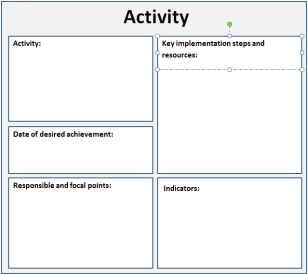 Activity
Activity:
Key implementation steps and
resources:
Date of desired achievement:
Responsible and focal points:
Indicators: